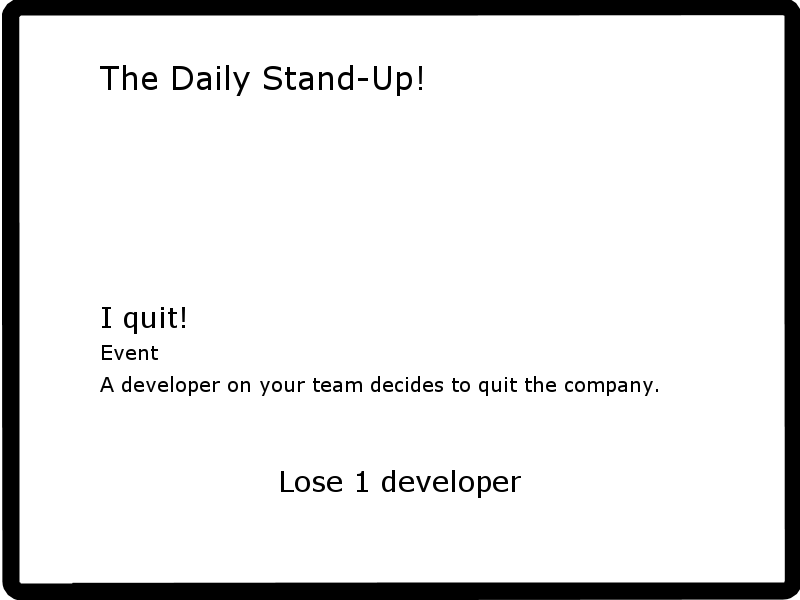 The Daily Stand-Up!
I quit!
Event
A developer on your team decides to quit the company.
Lose 1 developer